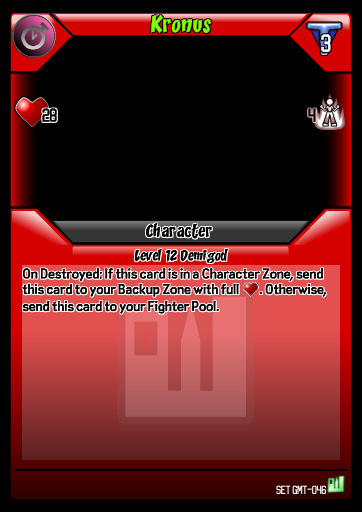 Kronus
3
28
4
Character
Level 12 Demigod
On Destroyed: If this card is in a Character Zone, send
this card to your Backup Zone with full . Otherwise,
send this card to your Fighter Pool.
SET GMT-046